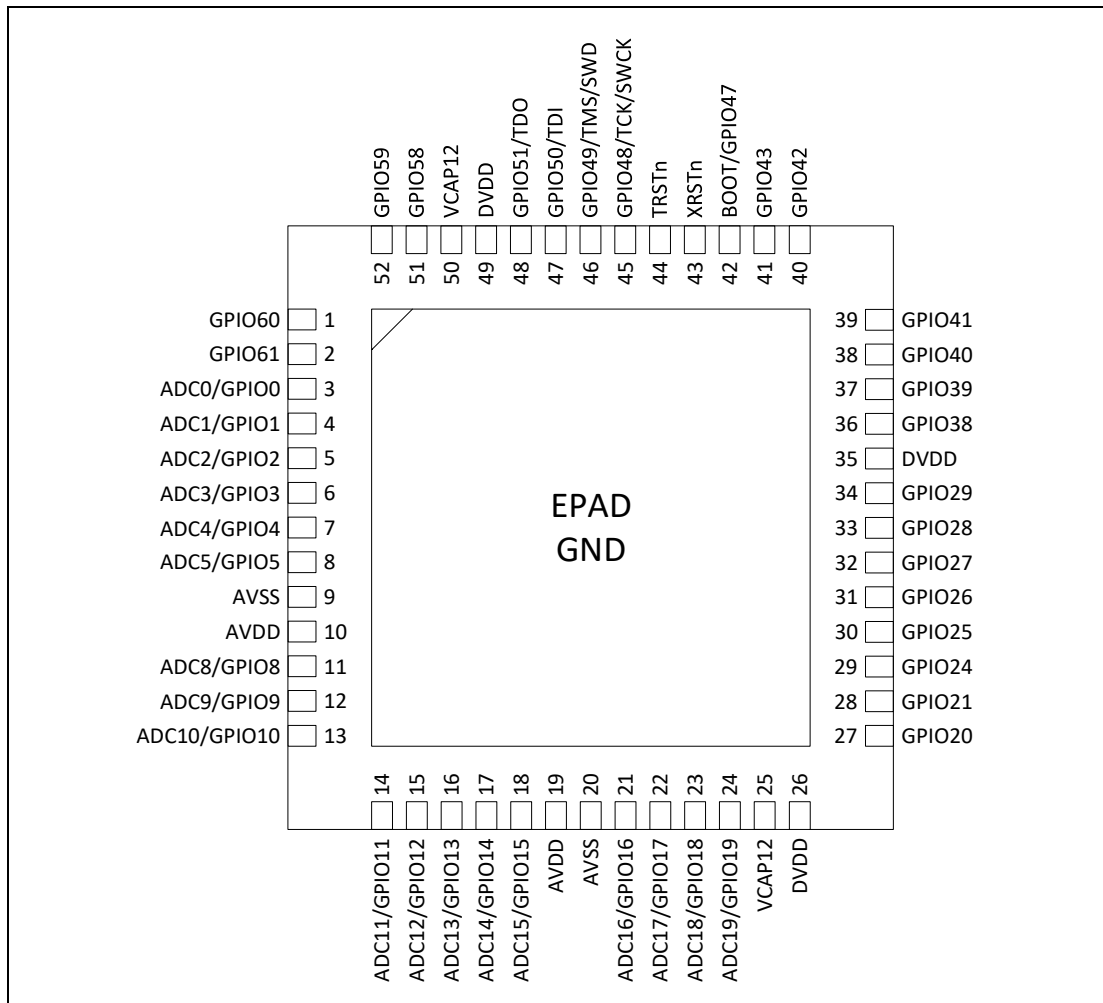 GPIO59
GPIO58
VCAP12
DVDD
GPIO51/TDO
GPIO50/TDI
GPIO49/TMS/SWD
GPIO48/TCK/SWCK
TRSTn
XRSTn
BOOT/GPIO47
GPIO43
GPIO42
52
51
50
49
48
47
46
45
44
43
42
41
40
GPIO60 1
GPIO61 2
ADC0/GPIO0 3
ADC1/GPIO1 4
ADC2/GPIO2 5
ADC3/GPIO3 6
ADC4/GPIO4 7
ADC5/GPIO5 8
AVSS 9
AVDD 10
ADC8/GPIO8 11
ADC9/GPIO9 12
ADC10/GPIO10 13
EPAD
GND
39 GPIO41
38 GPIO40
37 GPIO39
36 GPIO38
35 DVDD
34 GPIO29
33 GPIO28
32 GPIO27
31 GPIO26
30 GPIO25
29 GPIO24
28 GPIO21
27 GPIO20
14
15
16
17
18
19
20
21
22
23
24
25
26
ADC11/GPIO11
ADC12/GPIO12
ADC13/GPIO13
ADC14/GPIO14
ADC15/GPIO15
AVDD
AVSS
ADC16/GPIO16
ADC17/GPIO17
ADC18/GPIO18
ADC19/GPIO19
VCAP12
DVDD